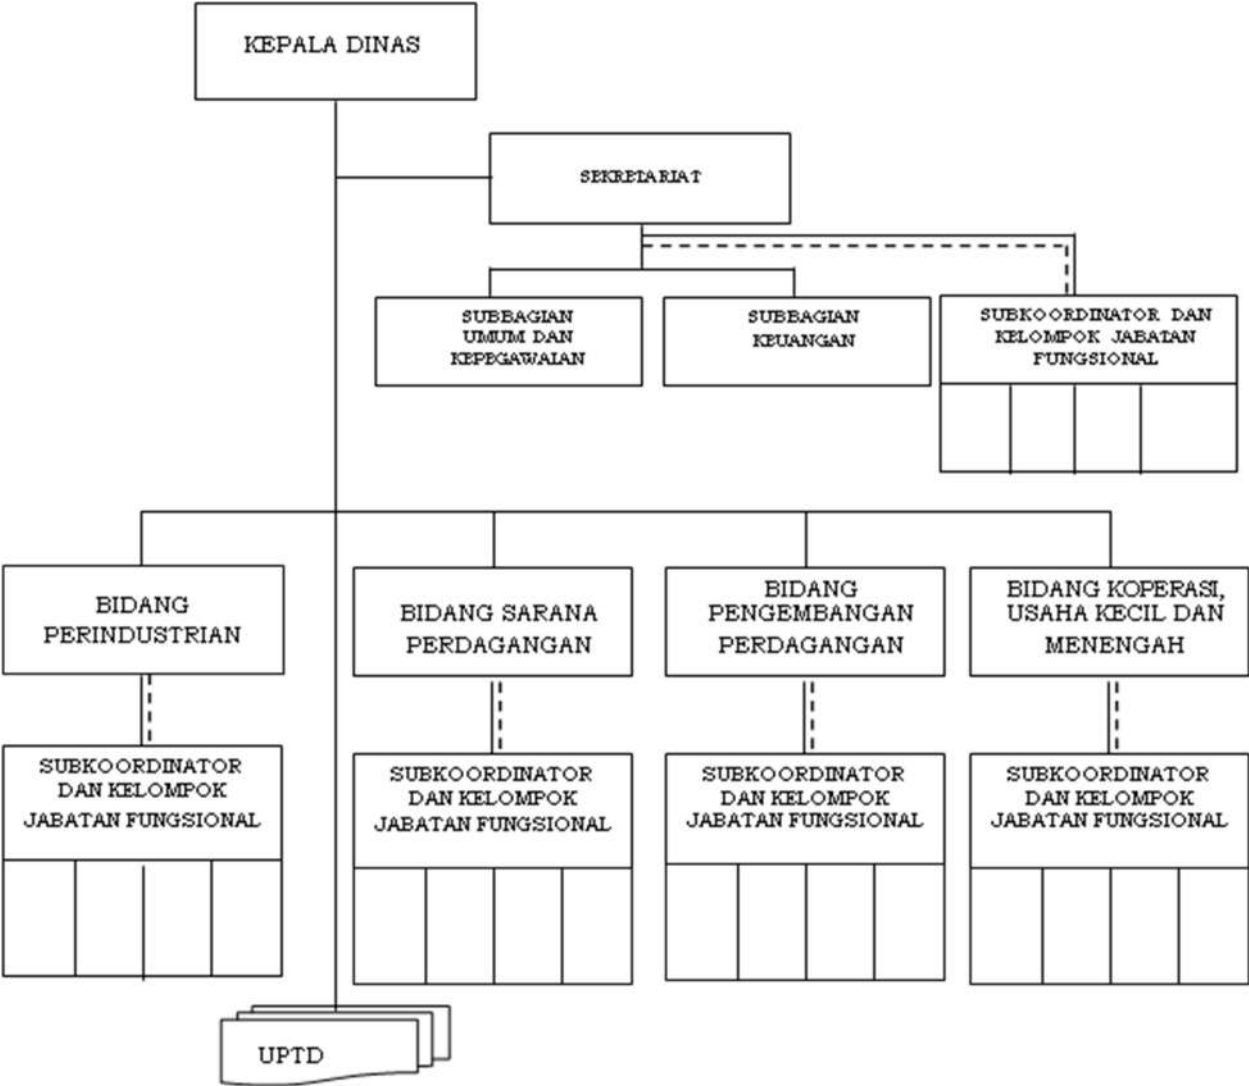 KEPALA DINAS
SEKRETARIAT
SUBBAGIAN
UMUM DAN
KEPEGAWAIAN
SUBBAGIAN
KEUANGAN
SUBKOORDINATOR DAN
KELOMPOK JABATAN
FUNGSIONAL
BIDANG
PERINDUSTRIAN
BIDANG SARANA
PERDAGANGAN
BIDANG
PENGEMBANGAN
PERDAGANGAN
BIDANG KOPERASI,
USAHA KECIL DAN
MENENGAH
SUBKOORDINATOR
DAN KELOMPOK
JABATAN FUNGSIONAL
SUBKOORDINATOR
DAN KELOMPOK
JABATAN FUNGSIONAL
SUBKOORDINATOR
DAN KELOMPOK
JABATAN FUNGSIONAL
SUBKOORDINATOR
DAN KELOMPOK
JABATAN FUNGSIONAL
UPTD